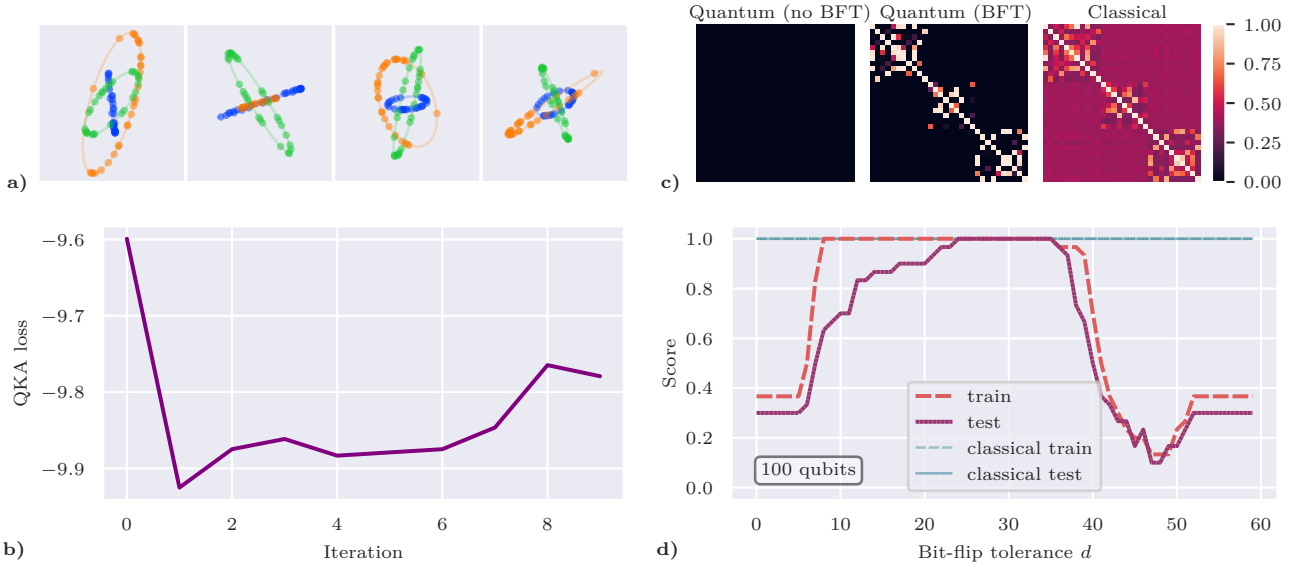 Quantum (no BFT) Quantum (BFT) Classical
1.00
0.75
0.50
0.25
0.00
a)
c)
−9.6
−9.7
−9.8
−9.9
QKA loss
0 2 4 6 8
Iteration
b)
1.0
0.8
0.6
0.4
0.2
0.0
Score
train
test
classical train
classical test
100 qubits
0 10 20 30 40 50 60
Bit-flip tolerance d
d)